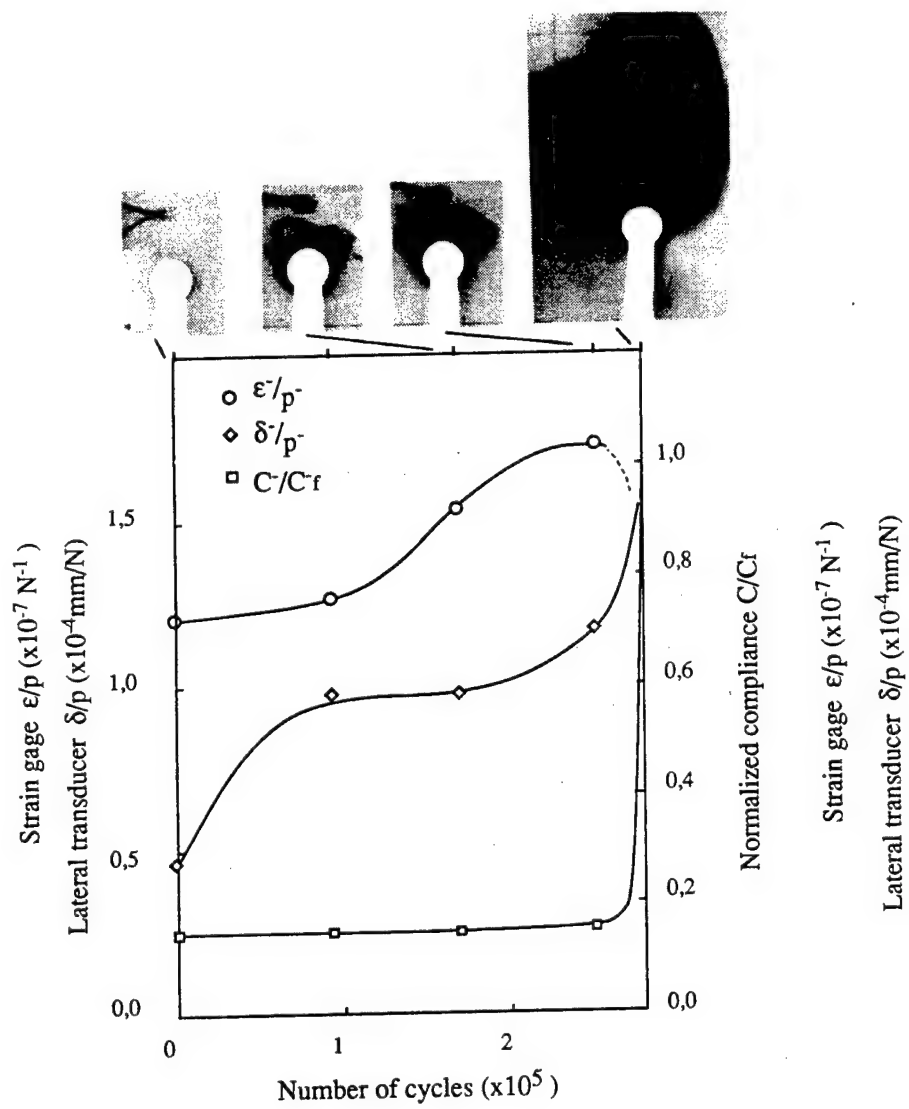 ε⁻/p⁻
δ⁻/p⁻
C⁻/C⁻f
1,5
1,0
0,5
0,0
1,0
0,8
0,6
0,4
0,2
0,0
0
1
2
Number of cycles (x10⁵)
Strain gage ε/p (x10⁻⁷ N⁻¹)
Lateral transducer δ/p (x10⁻⁴mm/N)
Normalized compliance C/Cf
Strain gage ε/p (x10⁻⁷ N⁻¹)
Lateral transducer δ/p (x10⁻⁴mm/N)